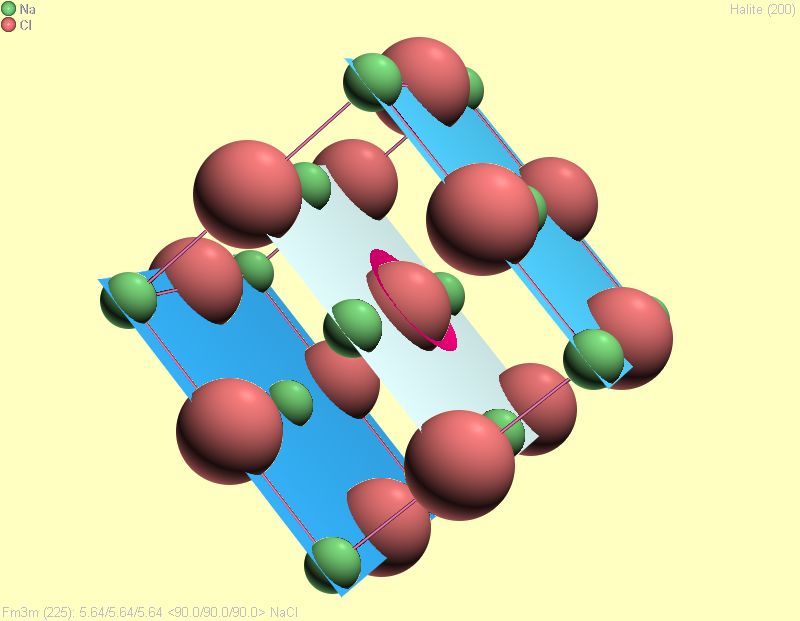 Na
Halite (200)
Cl
Fm3m (225): 5.64/5.64/5.64 <90.0/90.0/90.0> NaCl